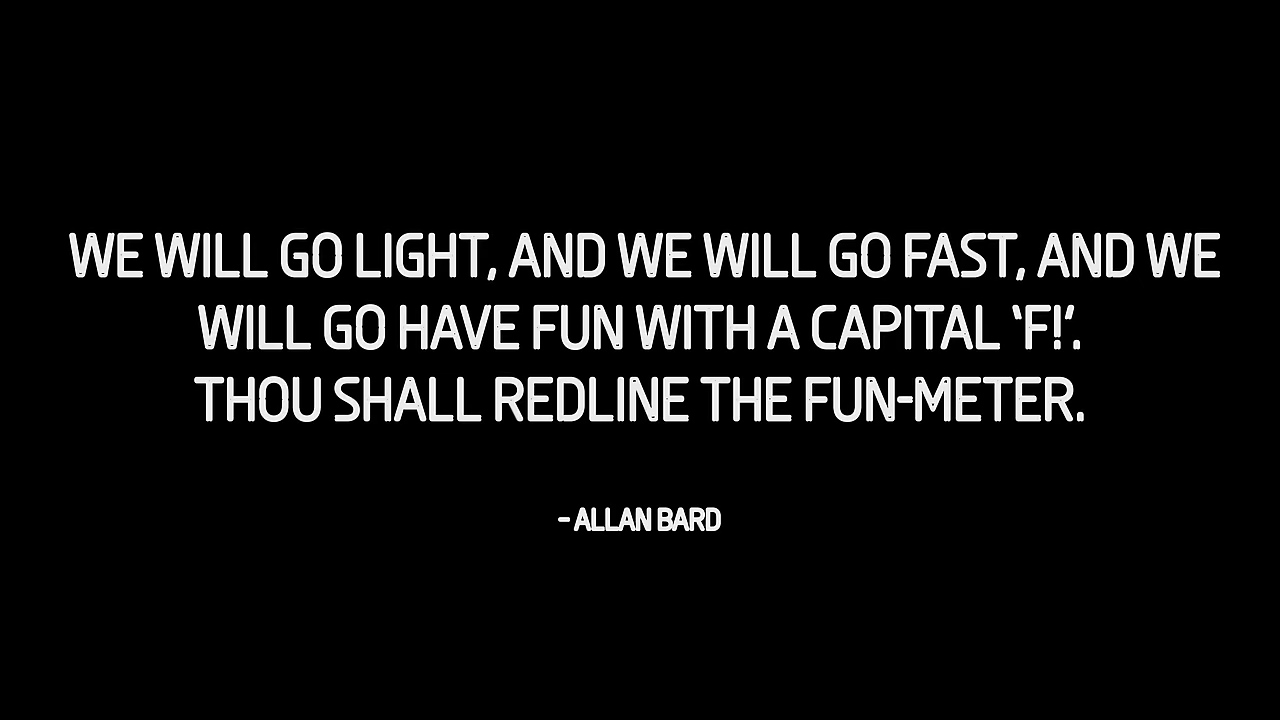 WE WILL GO LIGHT, AND WE WILL GO FAST, AND WE
WILL GO HAVE FUN WITH A CAPITAL ‘F!’.
THOU SHALL REDLINE THE FUN-METER.
- ALLAN BARD